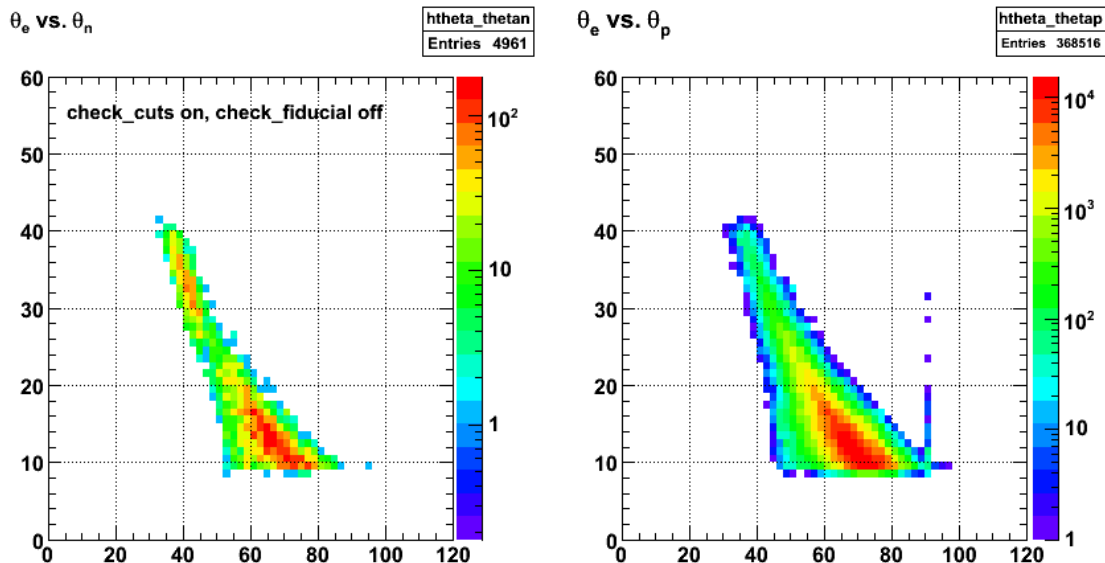 θe vs. θn
htheta_thetan
Entries 4961
check_cuts on, check_fiducial off
60
50
40
30
20
10
0
0 20 40 60 80 100 120
10²
10
1
θe vs. θp
htheta_thetap
Entries 368516
60
50
40
30
20
10
0
0 20 40 60 80 100 120
10⁴
10³
10²
10
1